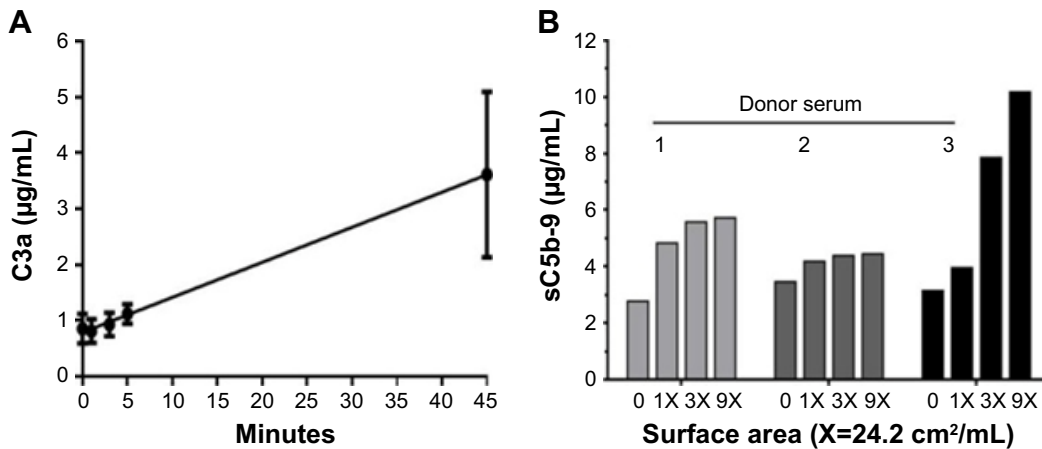 A
C3a (µg/mL)
6
5
4
3
2
1
0
0 5 10 15 20 25 30 35 40 45
Minutes
B
sC5b-9 (µg/mL)
12
10
8
6
4
2
0
Donor serum
1 2 3
0 1X 3X 9X 0 1X 3X 9X 0 1X 3X 9X
Surface area (X=24.2 cm²/mL)